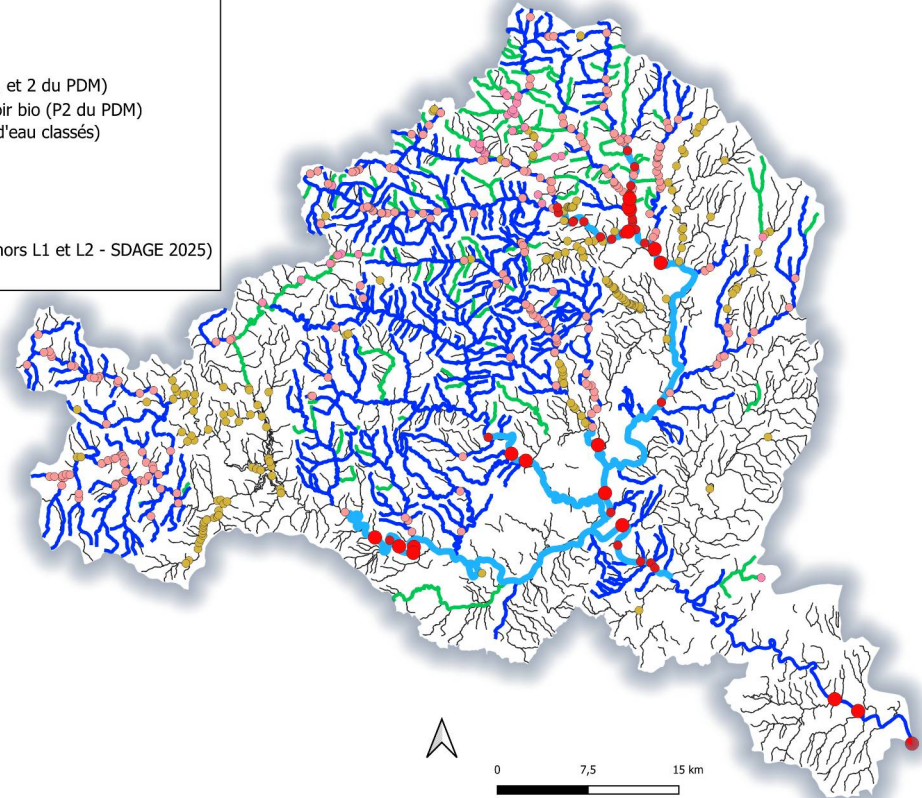 et 2 du PDM)
bio (P2 du PDM)
d'eau classés)
hors L1 et L2 - SDAGE 2025)
0 7,5 15 km